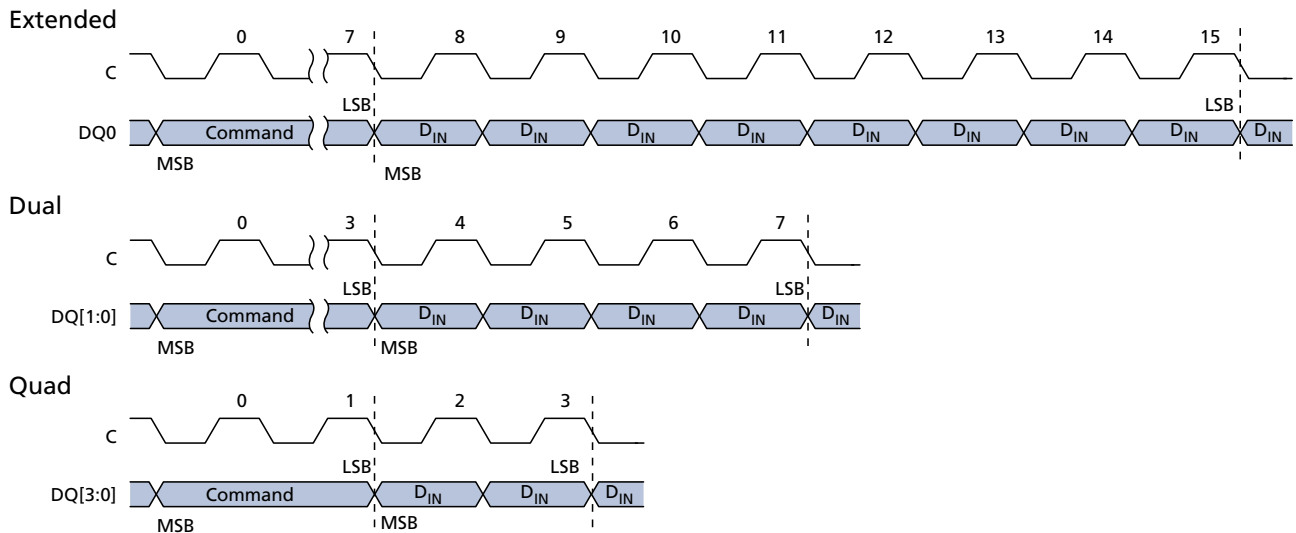 Extended
0 7 8 9 10 11 12 13 14 15
C
LSB LSB
DQ0 Command DIN DIN DIN DIN DIN DIN DIN DIN DIN
MSB MSB
Dual
0 3 4 5 6 7
C
LSB LSB
DQ[1:0] Command DIN DIN DIN DIN DIN
MSB MSB
Quad
0 1 2 3
C
LSB LSB
DQ[3:0] Command DIN DIN DIN
MSB MSB